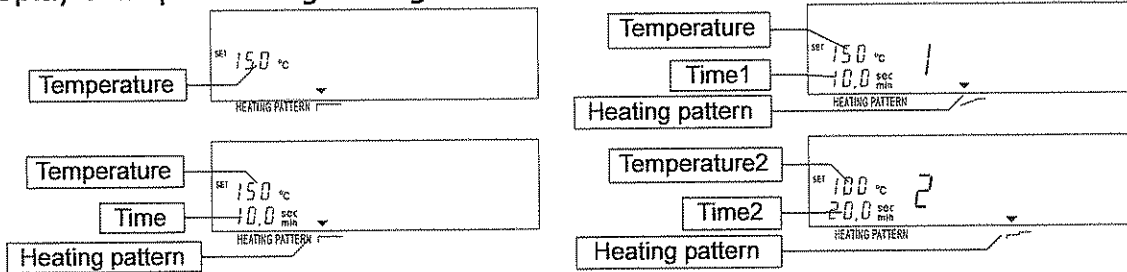 Temperature
SET 150 °C
HEATING PATTERN
Temperature
SET 150 °C
Time
10.0 sec min
HEATING PATTERN
Heating pattern
Temperature
SET 150 °C 1
Time1
10.0 sec min
HEATING PATTERN
Heating pattern
Temperature2
SET 100 °C 2
Time2
20.0 sec min
HEATING PATTERN
Heating pattern